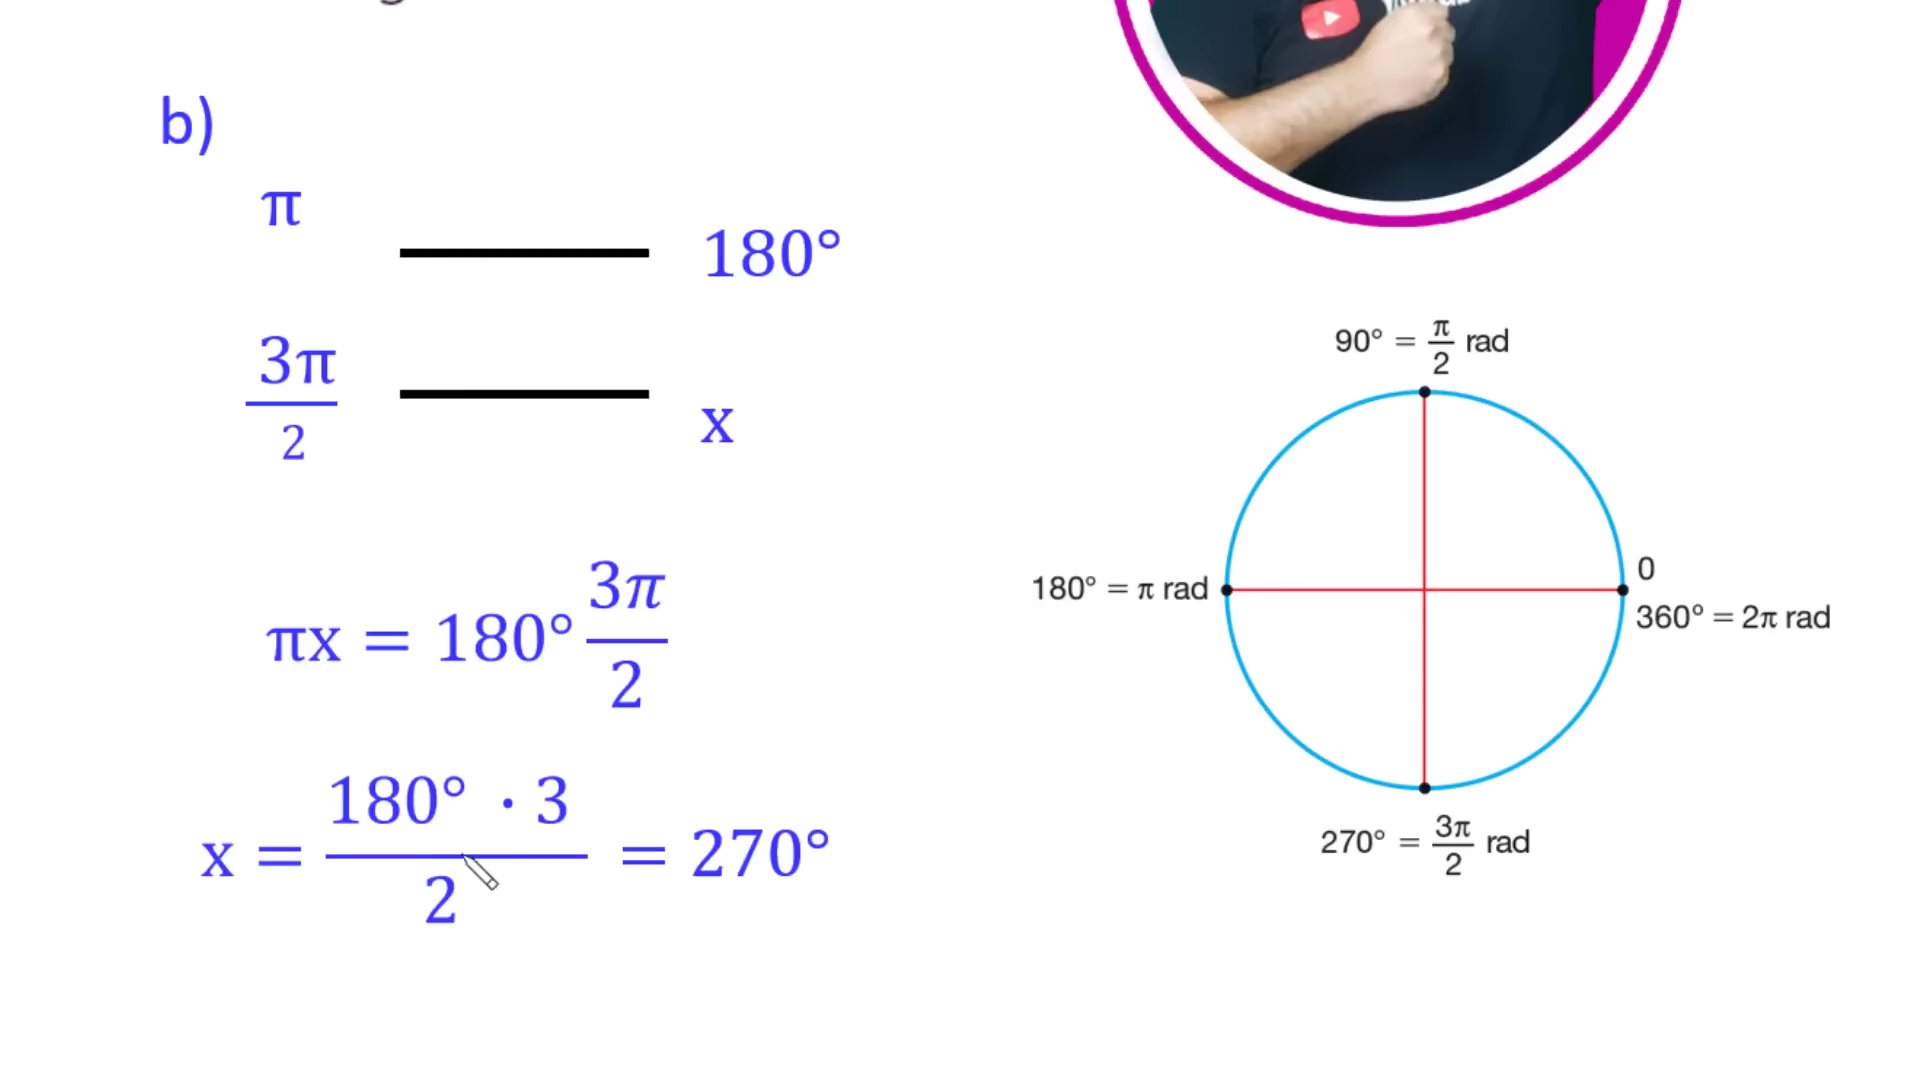 b)
π 180°
3π/2 x
πx = 180° 3π/2
x = 180° · 3/2 = 270°
90° = π/2 rad
180° = π rad
0
360° = 2π rad
270° = 3π/2 rad